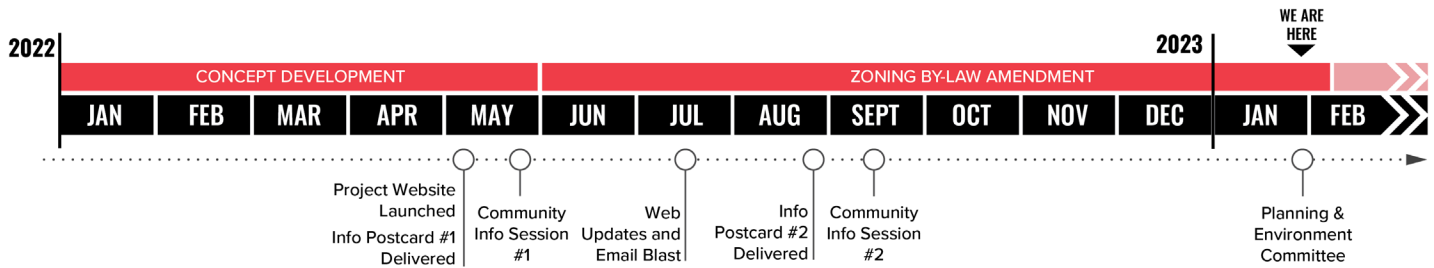 WE ARE
HERE
2022
2023
CONCEPT DEVELOPMENT
ZONING BY-LAW AMENDMENT
JAN FEB MAR APR MAY JUN JUL AUG SEPT OCT NOV DEC JAN FEB
Project Website
Launched
Info Postcard #1
Delivered
Community
Info Session
#1
Web
Updates and
Email Blast
Info
Postcard #2
Delivered
Community
Info Session
#2
Planning &
Environment
Committee